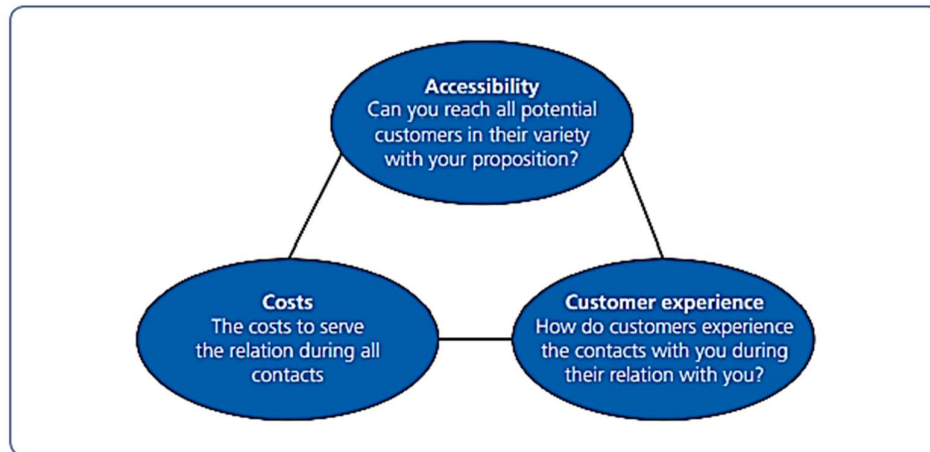 Accessibility
Can you reach all potential
customers in their variety
with your proposition?
Costs
The costs to serve
the relation during all
contacts
Customer experience
How do customers experience
the contacts with you during
their relation with you?